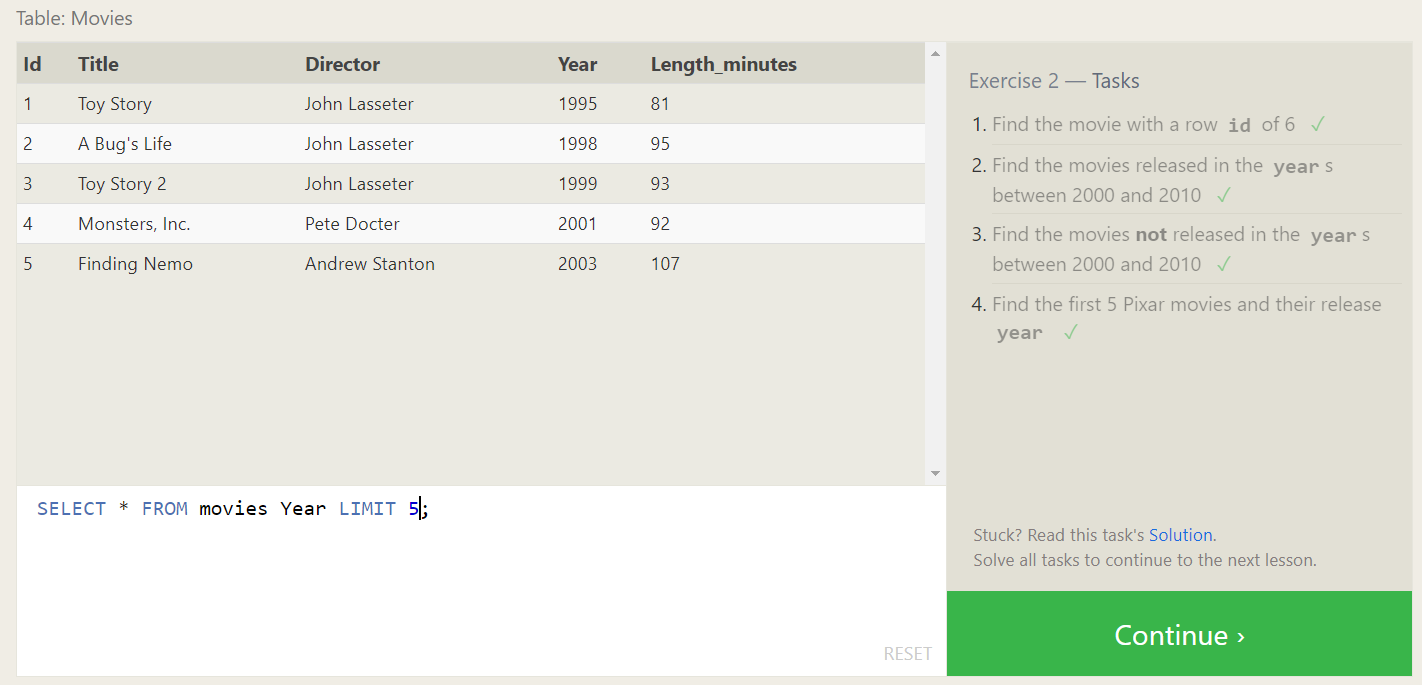 Table: Movies
Id Title Director Year Length_minutes
1 Toy Story John Lasseter 1995 81
2 A Bug's Life John Lasseter 1998 95
3 Toy Story 2 John Lasseter 1999 93
4 Monsters, Inc. Pete Docter 2001 92
5 Finding Nemo Andrew Stanton 2003 107
SELECT * FROM movies Year LIMIT 5;
RESET
Exercise 2 — Tasks
1. Find the movie with a row id of 6 ✓
2. Find the movies released in the year s
between 2000 and 2010 ✓
3. Find the movies not released in the year s
between 2000 and 2010 ✓
4. Find the first 5 Pixar movies and their release
year ✓
Stuck? Read this task's Solution.
Solve all tasks to continue to the next lesson.
Continue ›